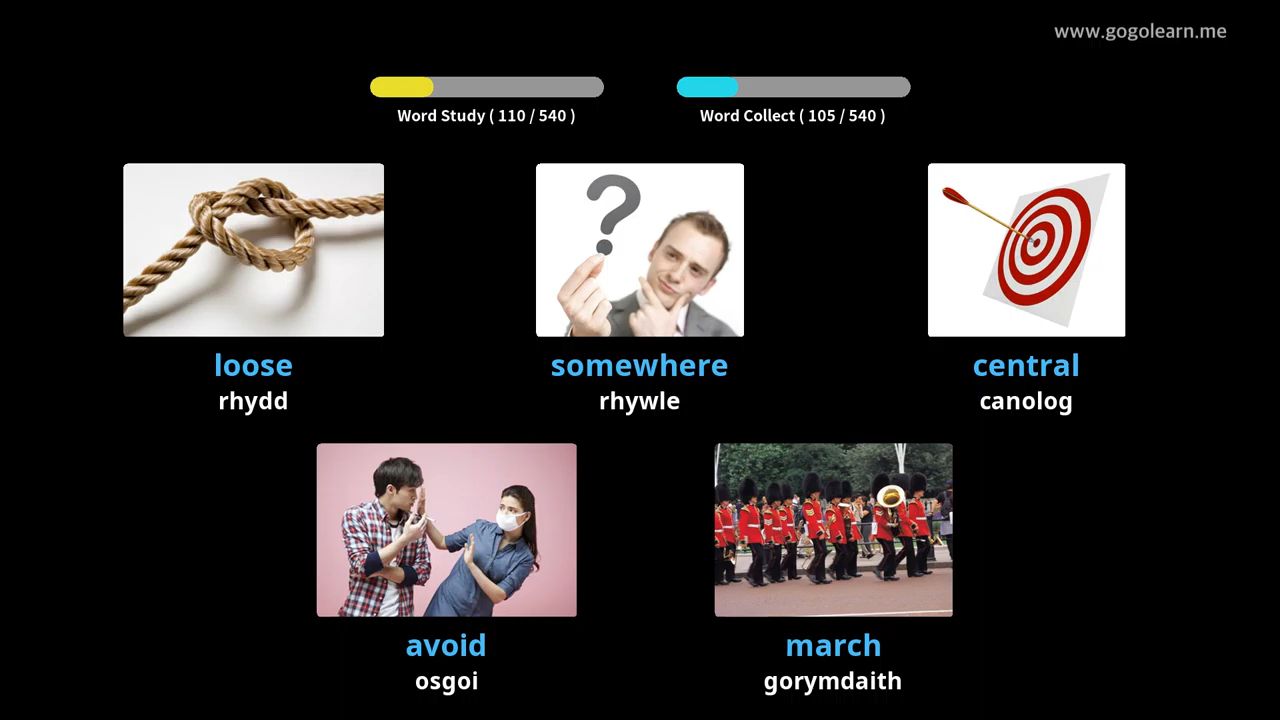 www.gogolearn.me
Word Study ( 110 / 540 )
Word Collect ( 105 / 540 )
loose
rhydd
somewhere
rhywle
central
canolog
avoid
osgoi
march
gorymdaith